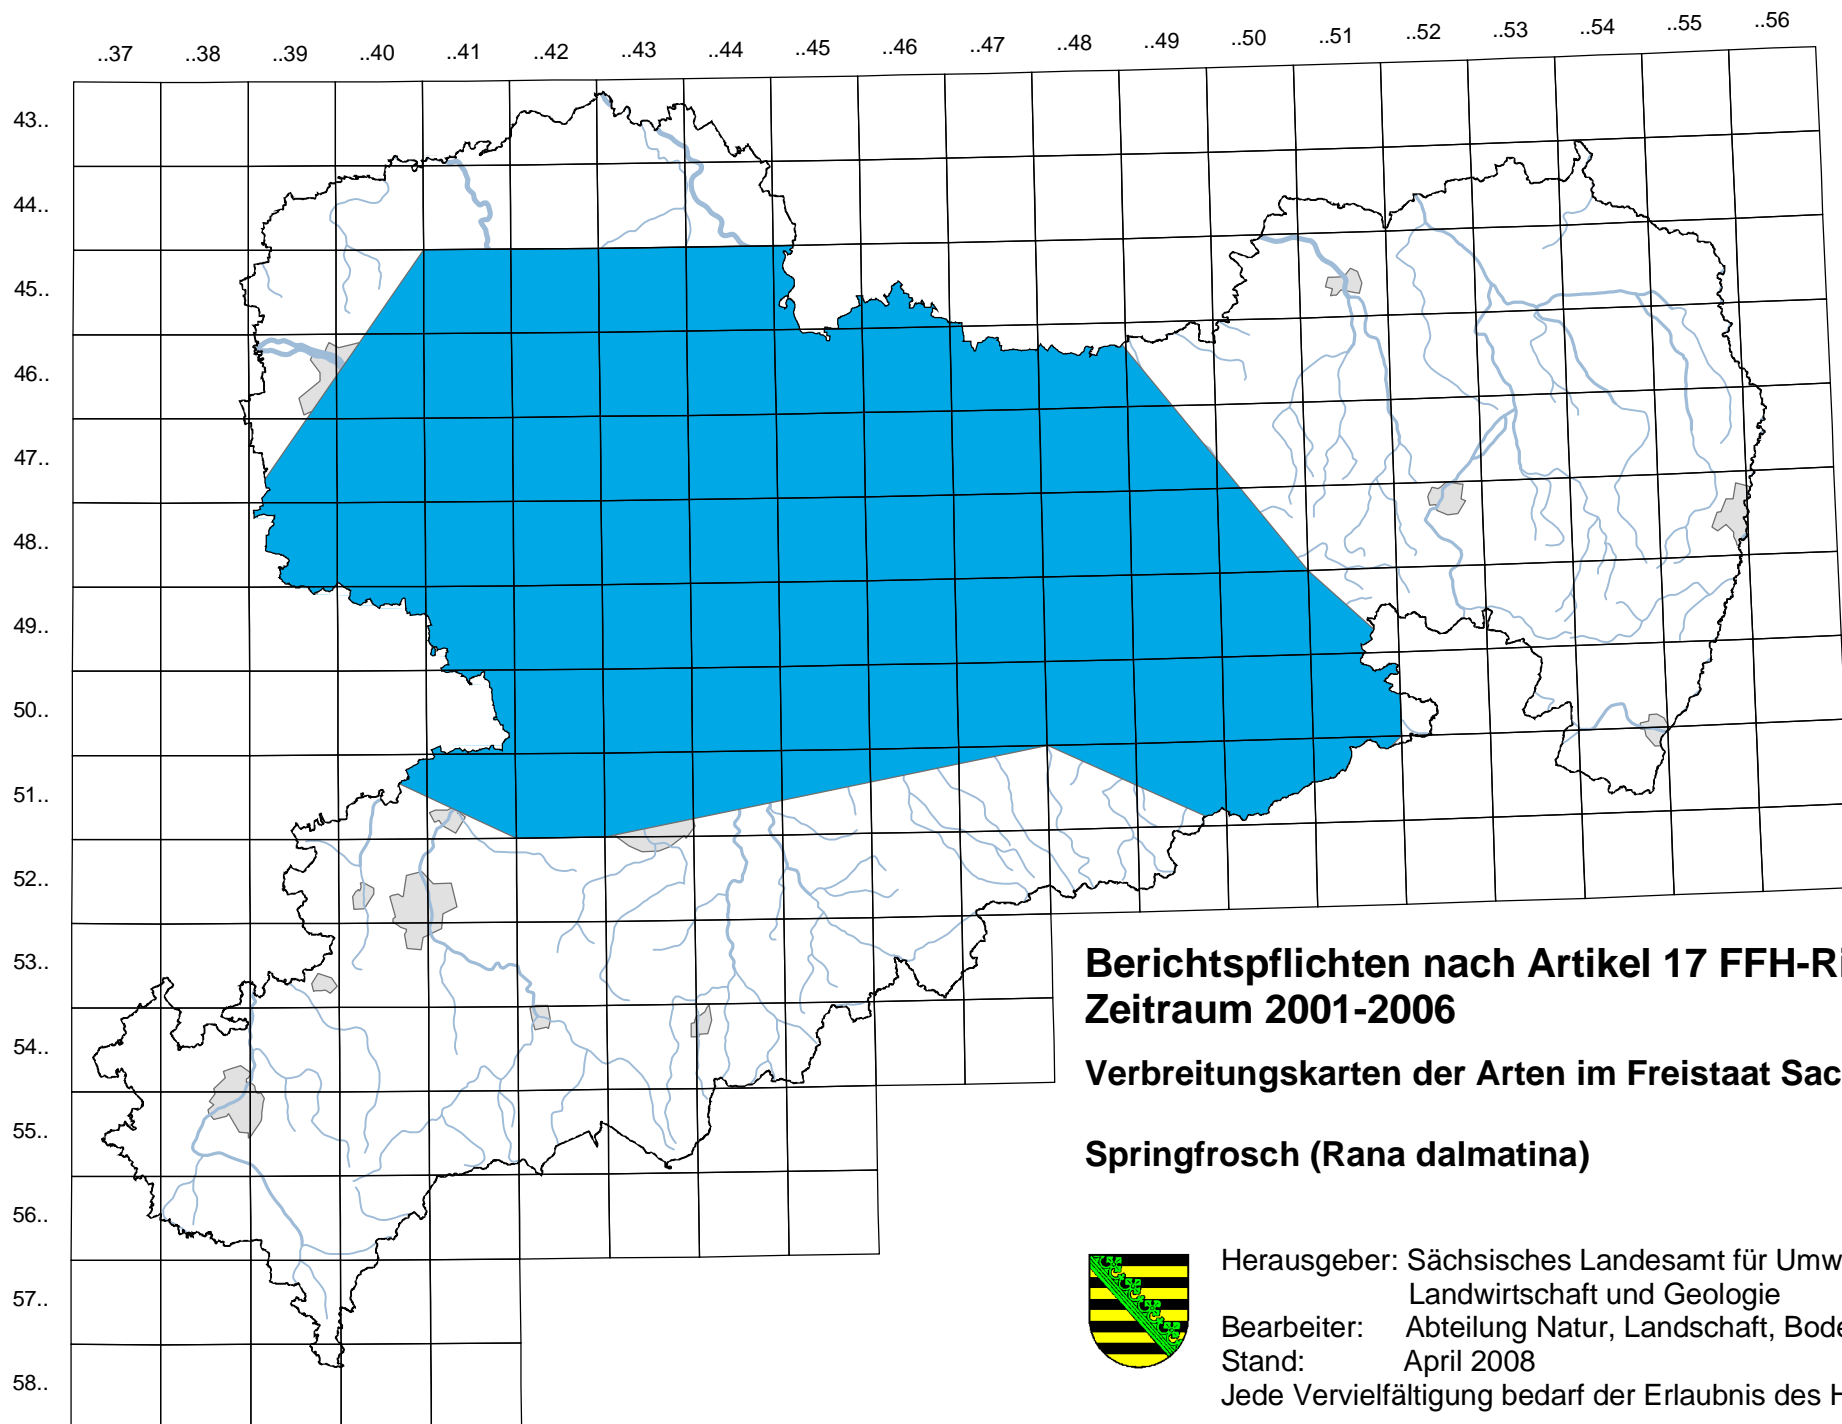 ..37 ..38 ..39 ..40 ..41 ..42 ..43 ..44 ..45 ..46 ..47 ..48 ..49 ..50 ..51 ..52 ..53 ..54 ..55 ..56
43..
44..
45..
46..
47..
48..
49..
50..
51..
52..
53..
54..
55..
56..
57..
58..
Berichtspflichten nach Artikel 17 FFH-Ri
Zeitraum 2001-2006
Verbreitungskarten der Arten im Freistaat Sac
Springfrosch (Rana dalmatina)
Herausgeber: Sächsisches Landesamt für Umw
Landwirtschaft und Geologie
Bearbeiter: Abteilung Natur, Landschaft, Bode
Stand: April 2008
Jede Vervielfältigung bedarf der Erlaubnis des H